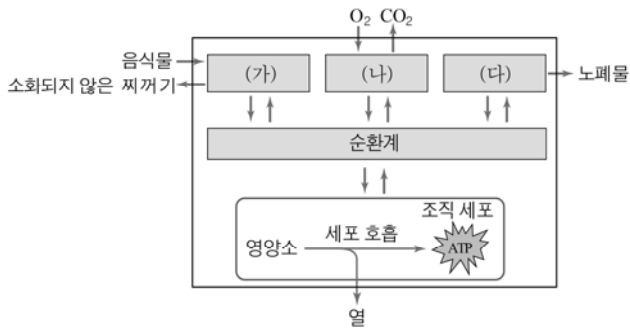 O₂ CO₂
음식물
소화되지 않은 찌꺼기
(가)
(나)
(다)
노폐물
순환계
조직 세포
영양소
세포 호흡
ATP
열